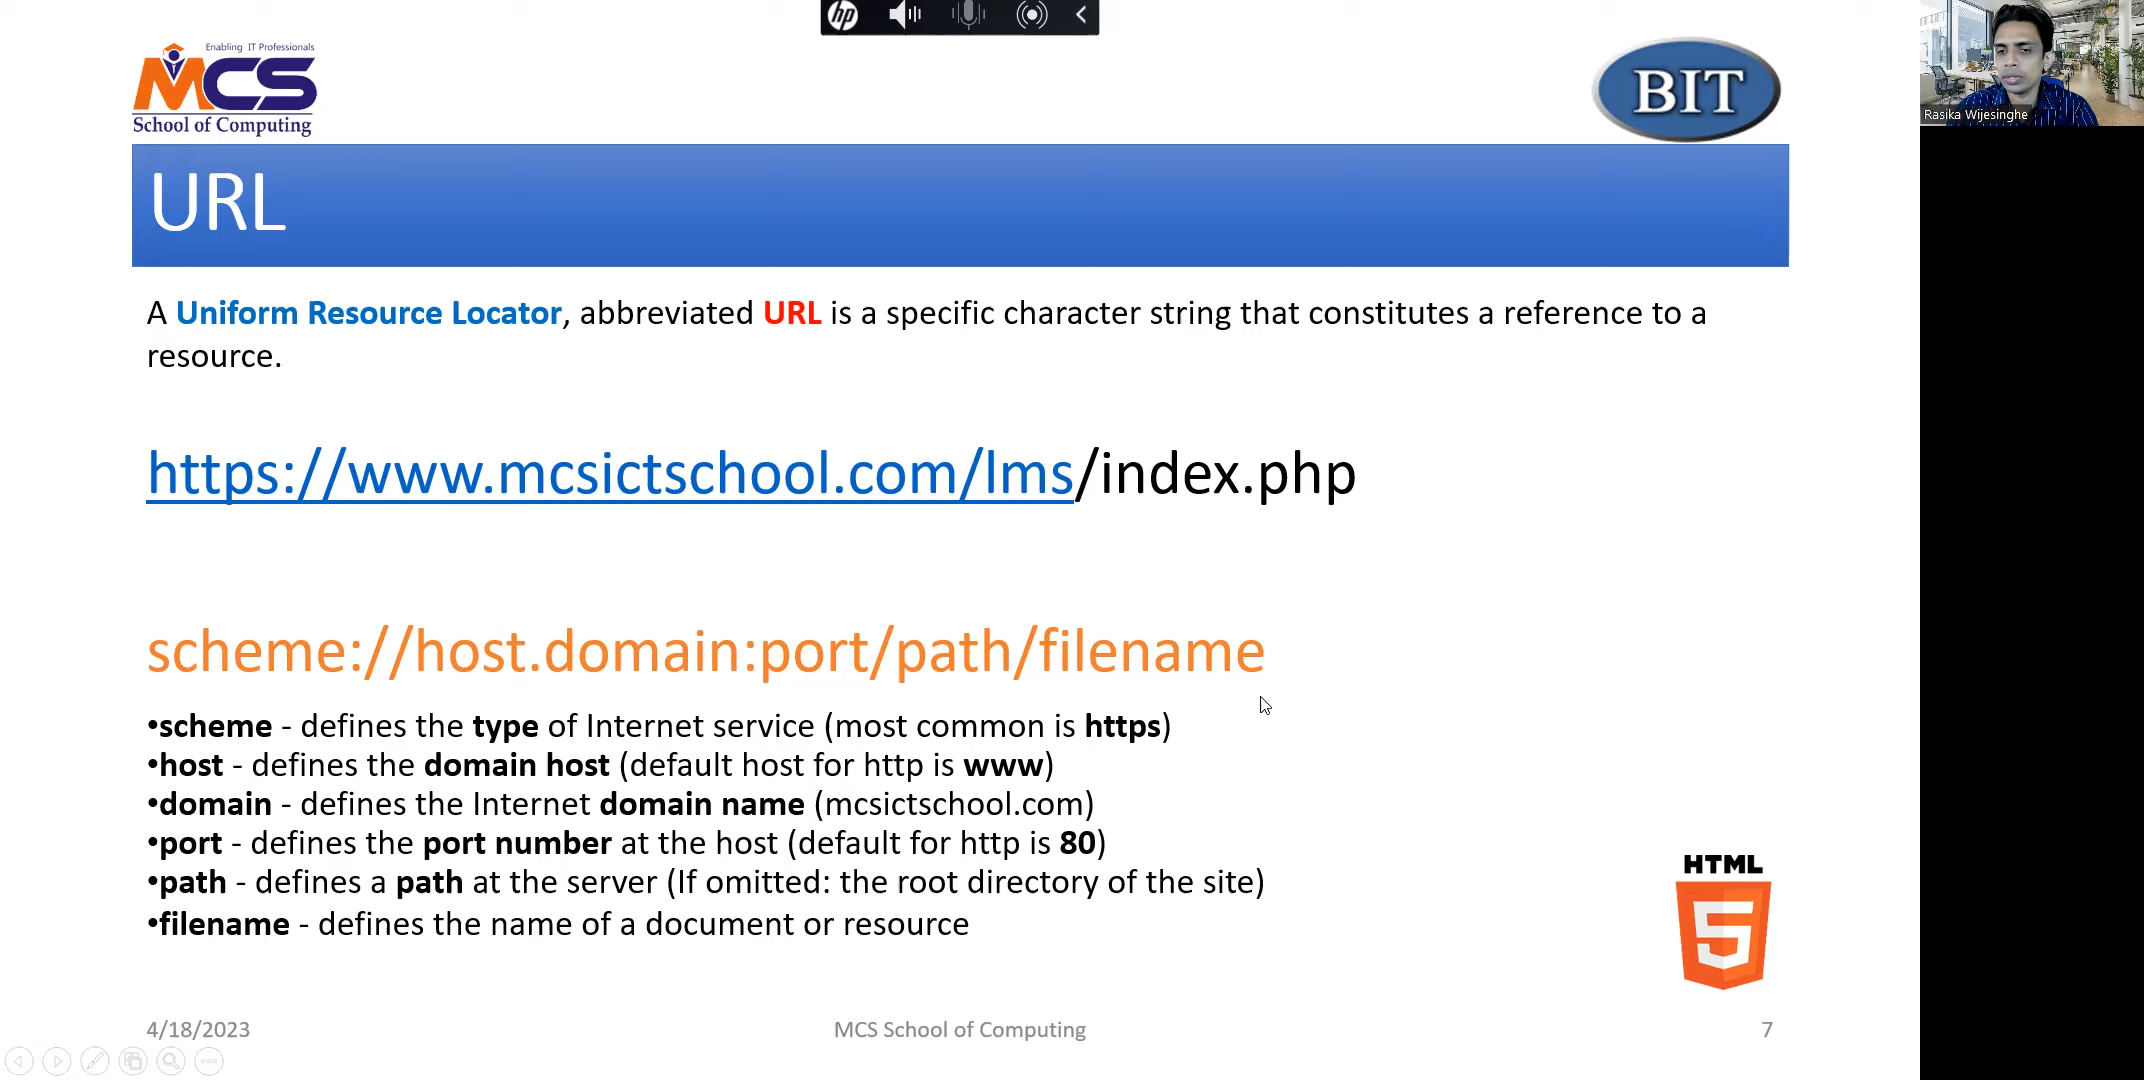 hp
Enabling IT Professionals
MCS
School of Computing
BIT
Rasika Wijesinghe
URL
A Uniform Resource Locator, abbreviated URL is a specific character string that constitutes a reference to a
resource.
https://www.mcsictschool.com/lms/index.php
scheme://host.domain:port/path/filename
•scheme - defines the type of Internet service (most common is https)
•host - defines the domain host (default host for http is www)
•domain - defines the Internet domain name (mcsictschool.com)
•port - defines the port number at the host (default for http is 80)
•path - defines a path at the server (If omitted: the root directory of the site)
•filename - defines the name of a document or resource
HTML
5
4/18/2023
MCS School of Computing
7